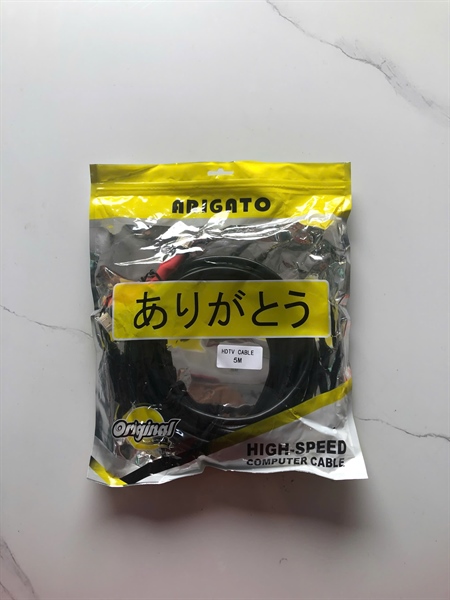 ARIGATO
ありがとう
HDTV CABLE
5M
Original
HIGH-SPEED
COMPUTER CABLE